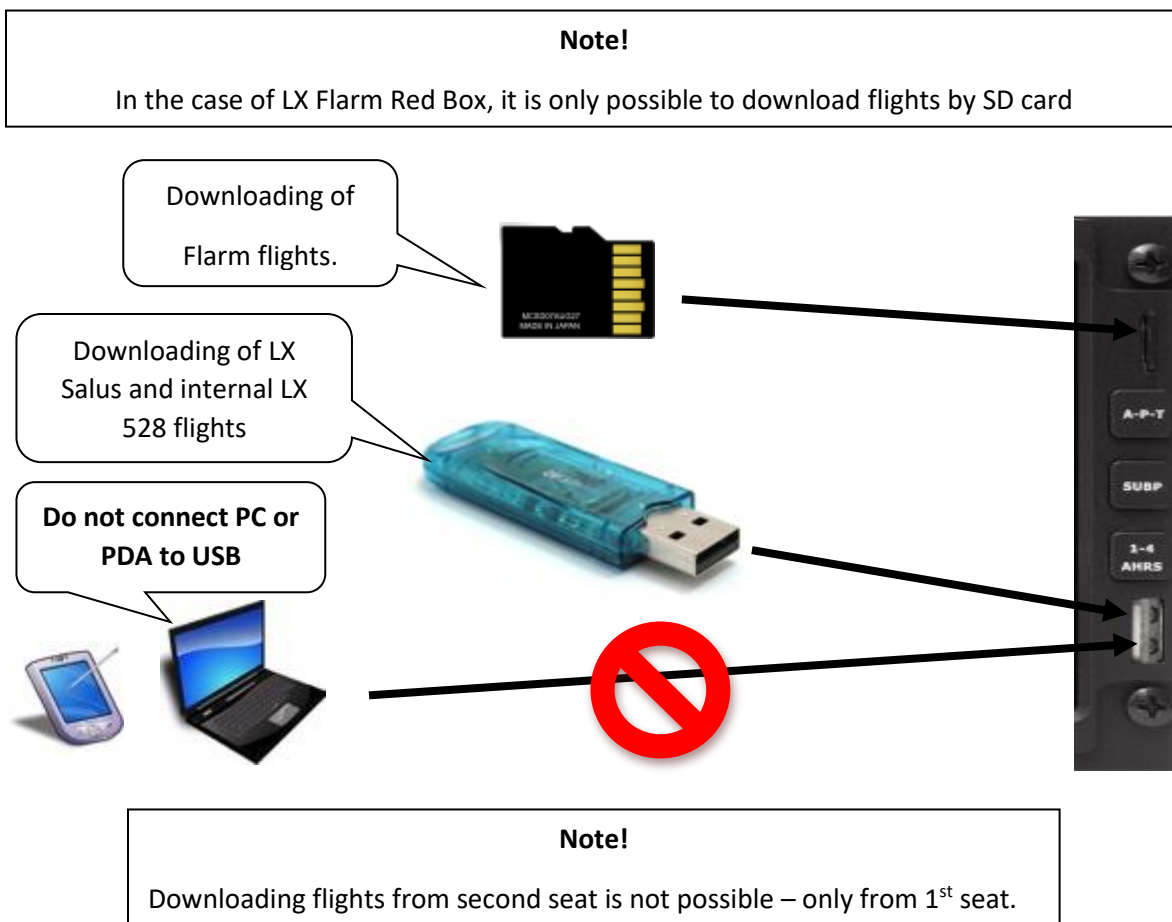 Note!
In the case of LX Flarm Red Box, it is only possible to download flights by SD card
Downloading of
Flarm flights.
MADE IN JAPAN
Downloading of LX
Salus and internal LX
528 flights
Do not connect PC or
PDA to USB
A-P-T
SUBP
1-4
AHRS
Note!
Downloading flights from second seat is not possible – only from 1st seat.